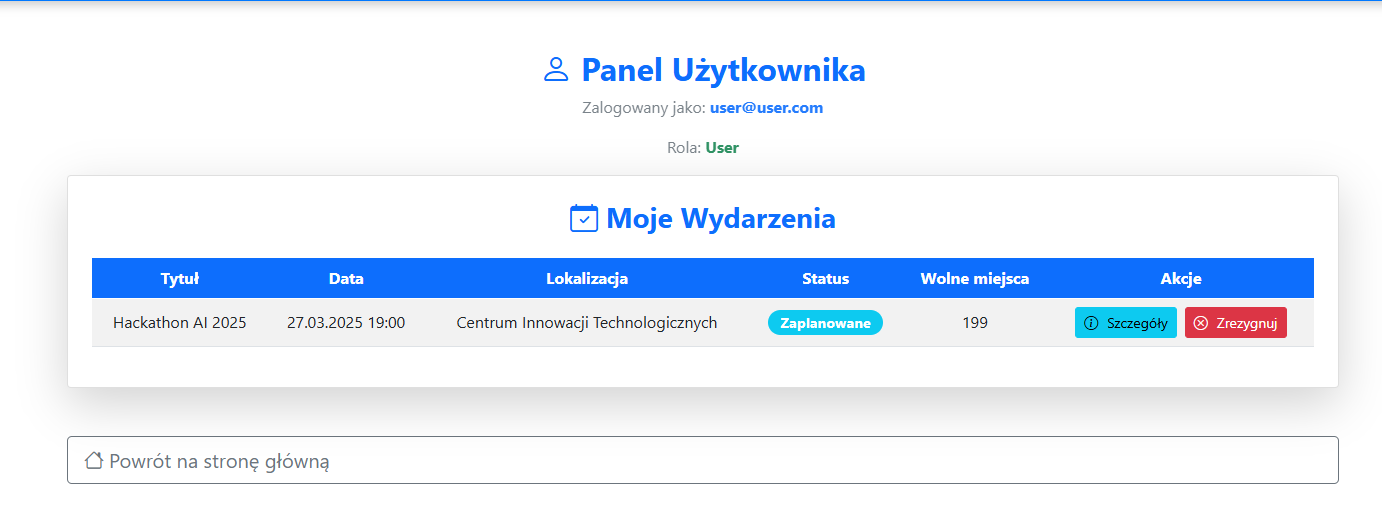 Panel Użytkownika
Zalogowany jako: user@user.com
Rola: User
Moje Wydarzenia
Tytuł Data Lokalizacja Status Wolne miejsca Akcje
Hackathon AI 2025 27.03.2025 19:00 Centrum Innowacji Technologicznych Zaplanowane 199 Szczegóły Zrezygnuj
Powrót na stronę główną